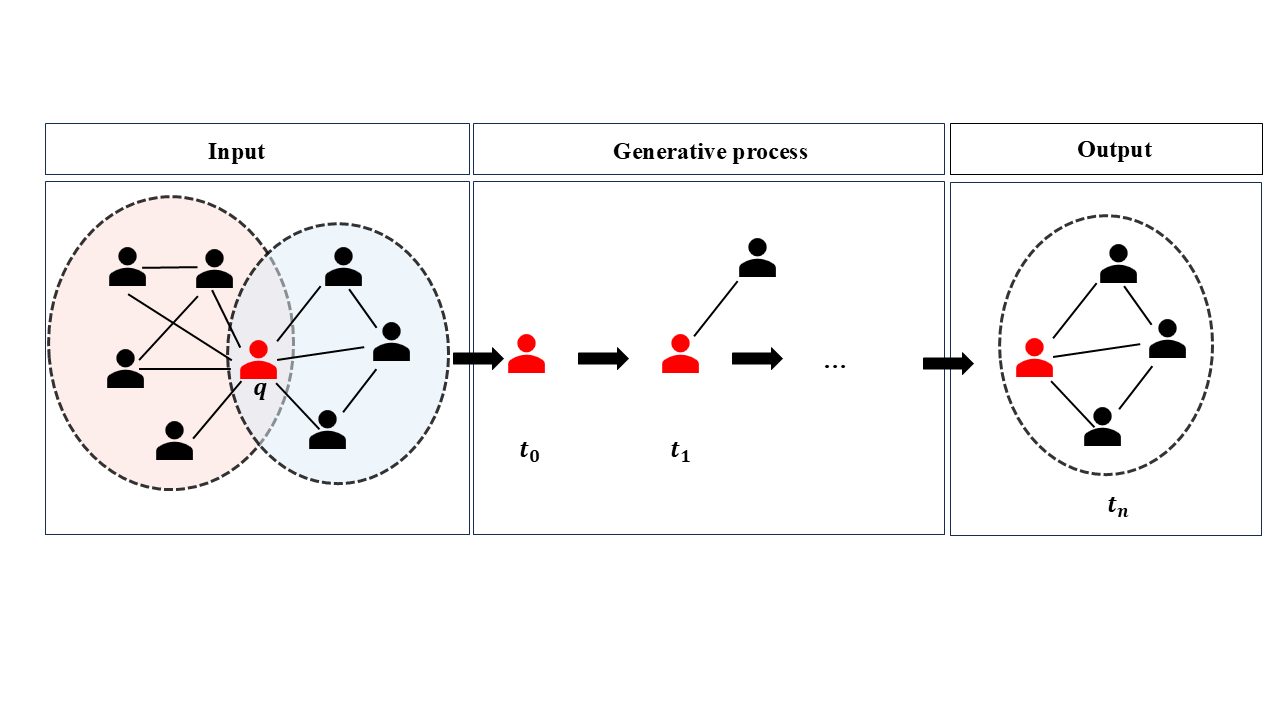 Input
Generative process
Output
q
t₀
t₁
...
tₙ